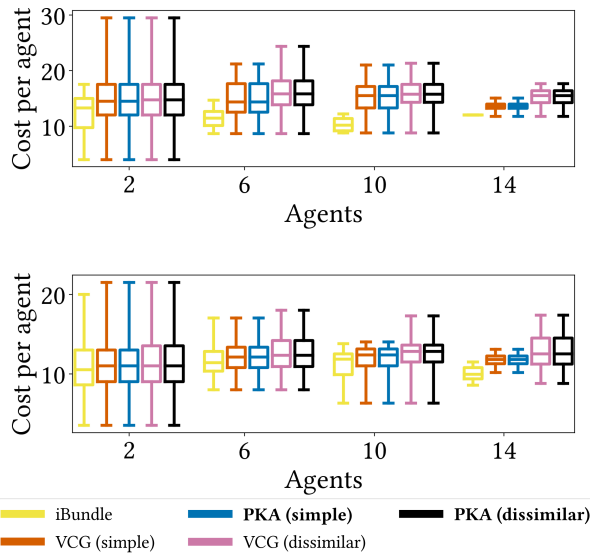 Cost per agent
30
20
10
2
6
10
14
Agents
Cost per agent
20
10
2
6
10
14
Agents
iBundle
PKA (simple)
PKA (dissimilar)
VCG (simple)
VCG (dissimilar)